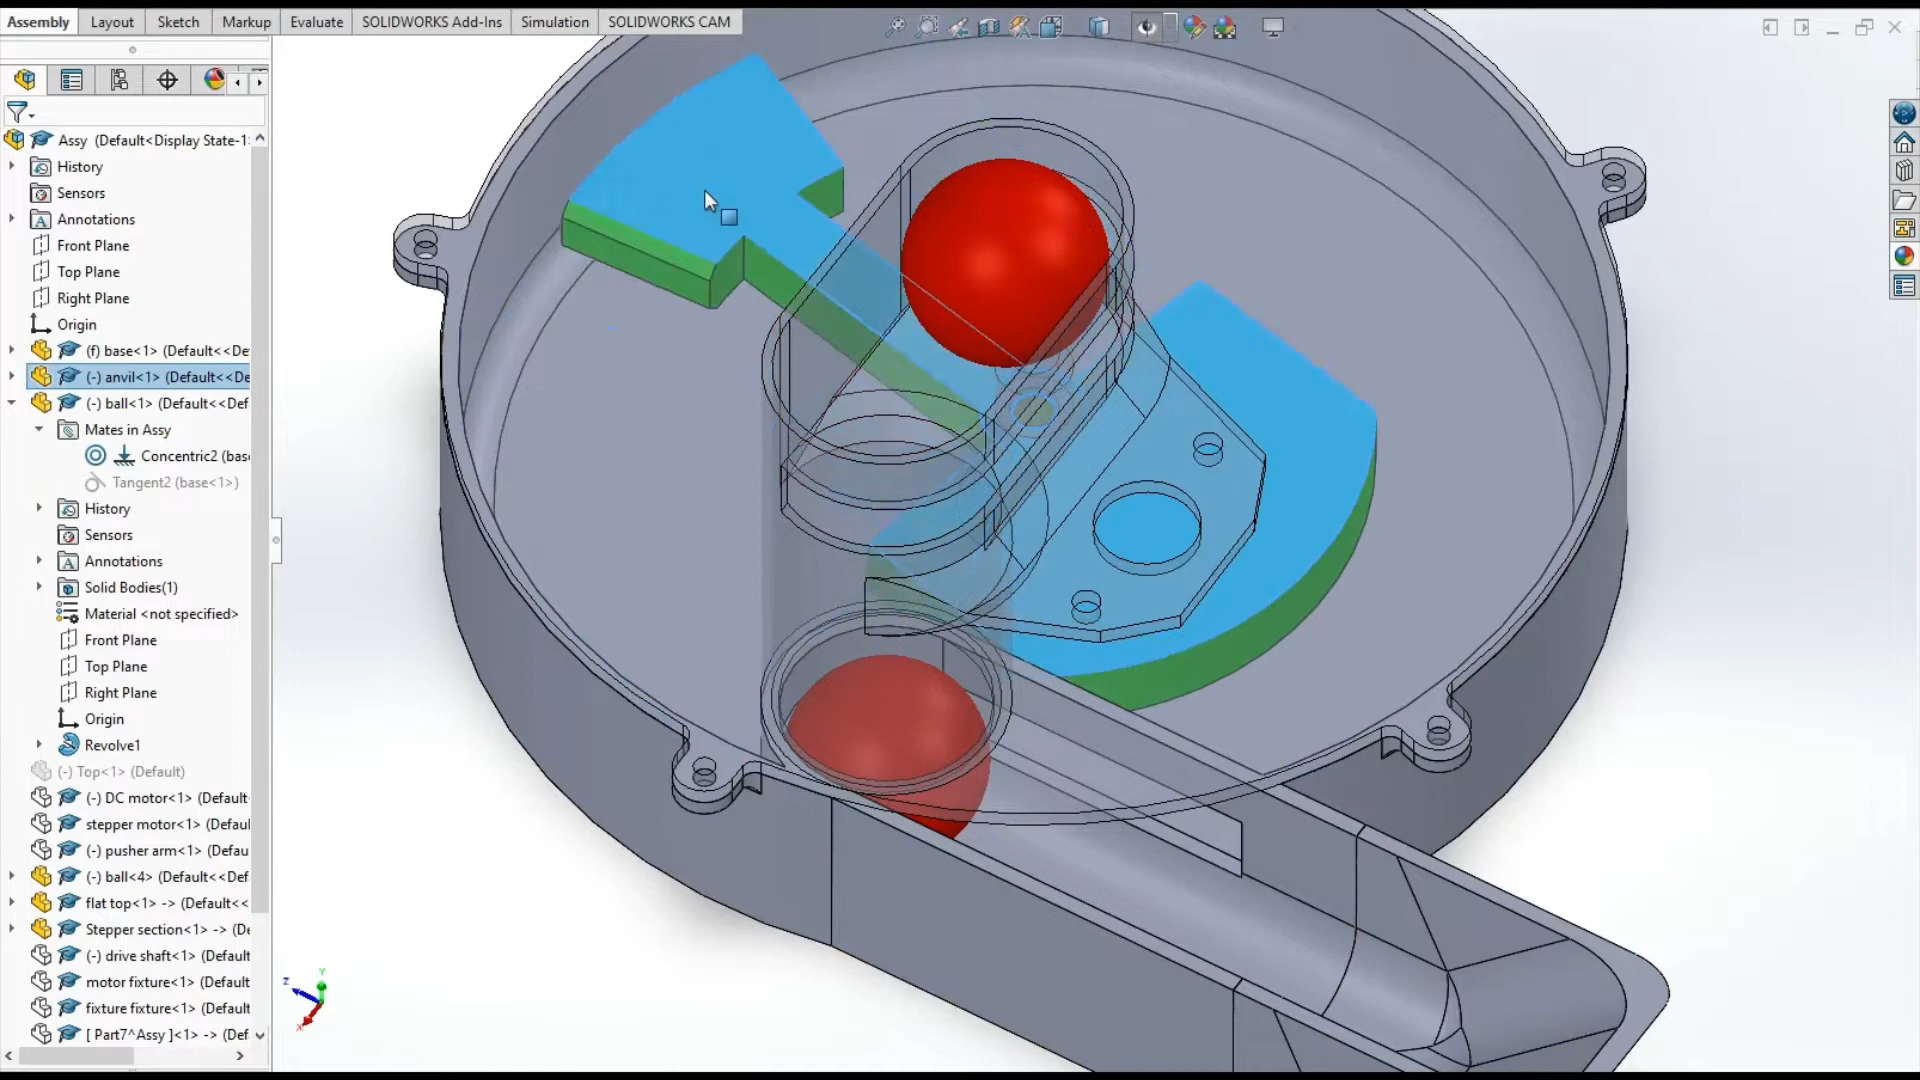 Assembly Layout Sketch Markup Evaluate SOLIDWORKS Add-Ins Simulation SOLIDWORKS CAM
Assy (Default<Display State-1
History
Sensors
Annotations
Front Plane
Top Plane
Right Plane
Origin
(f) base<1> (Default<<De
(-) anvil<1> (Default<<De
(-) ball<1> (Default<<Def
Mates in Assy
Concentric2 (bas
Tangent2 (base<1>)
History
Sensors
Annotations
Solid Bodies(1)
Material <not specified>
Front Plane
Top Plane
Right Plane
Origin
Revolve1
(-) Top<1> (Default)
(-) DC motor<1> (Default
stepper motor<1> (Defaul
(-) pusher arm<1> (Defau
(-) ball<4> (Default<<Def
flat top<1> -> (Default<<
Stepper section<1> -> (De
(-) drive shaft<1> (Default
motor fixture<1> (Default
fixture fixture<1> (Default
[ Part7^Assy ]<1> -> (Def
Y
Z
X